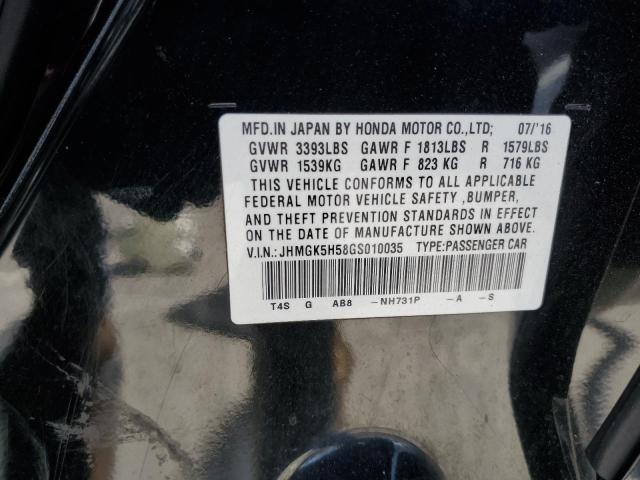 MFD.IN JAPAN BY HONDA MOTOR CO.,LTD; 07/'16
GVWR 3393LBS GAWR F 1813LBS R 1579LBS
GVWR 1539KG GAWR F 823 KG R 716 KG
THIS VEHICLE CONFORMS TO ALL APPLICABLE
FEDERAL MOTOR VEHICLE SAFETY ,BUMPER,
AND THEFT PREVENTION STANDARDS IN EFFECT
ON THE DATE OF MANUFACTURE SHOWN ABOVE.
V.I.N.: JHMGK5H58GS010035 TYPE:PASSENGER CAR
T4S G AB8 -NH731P -A -S